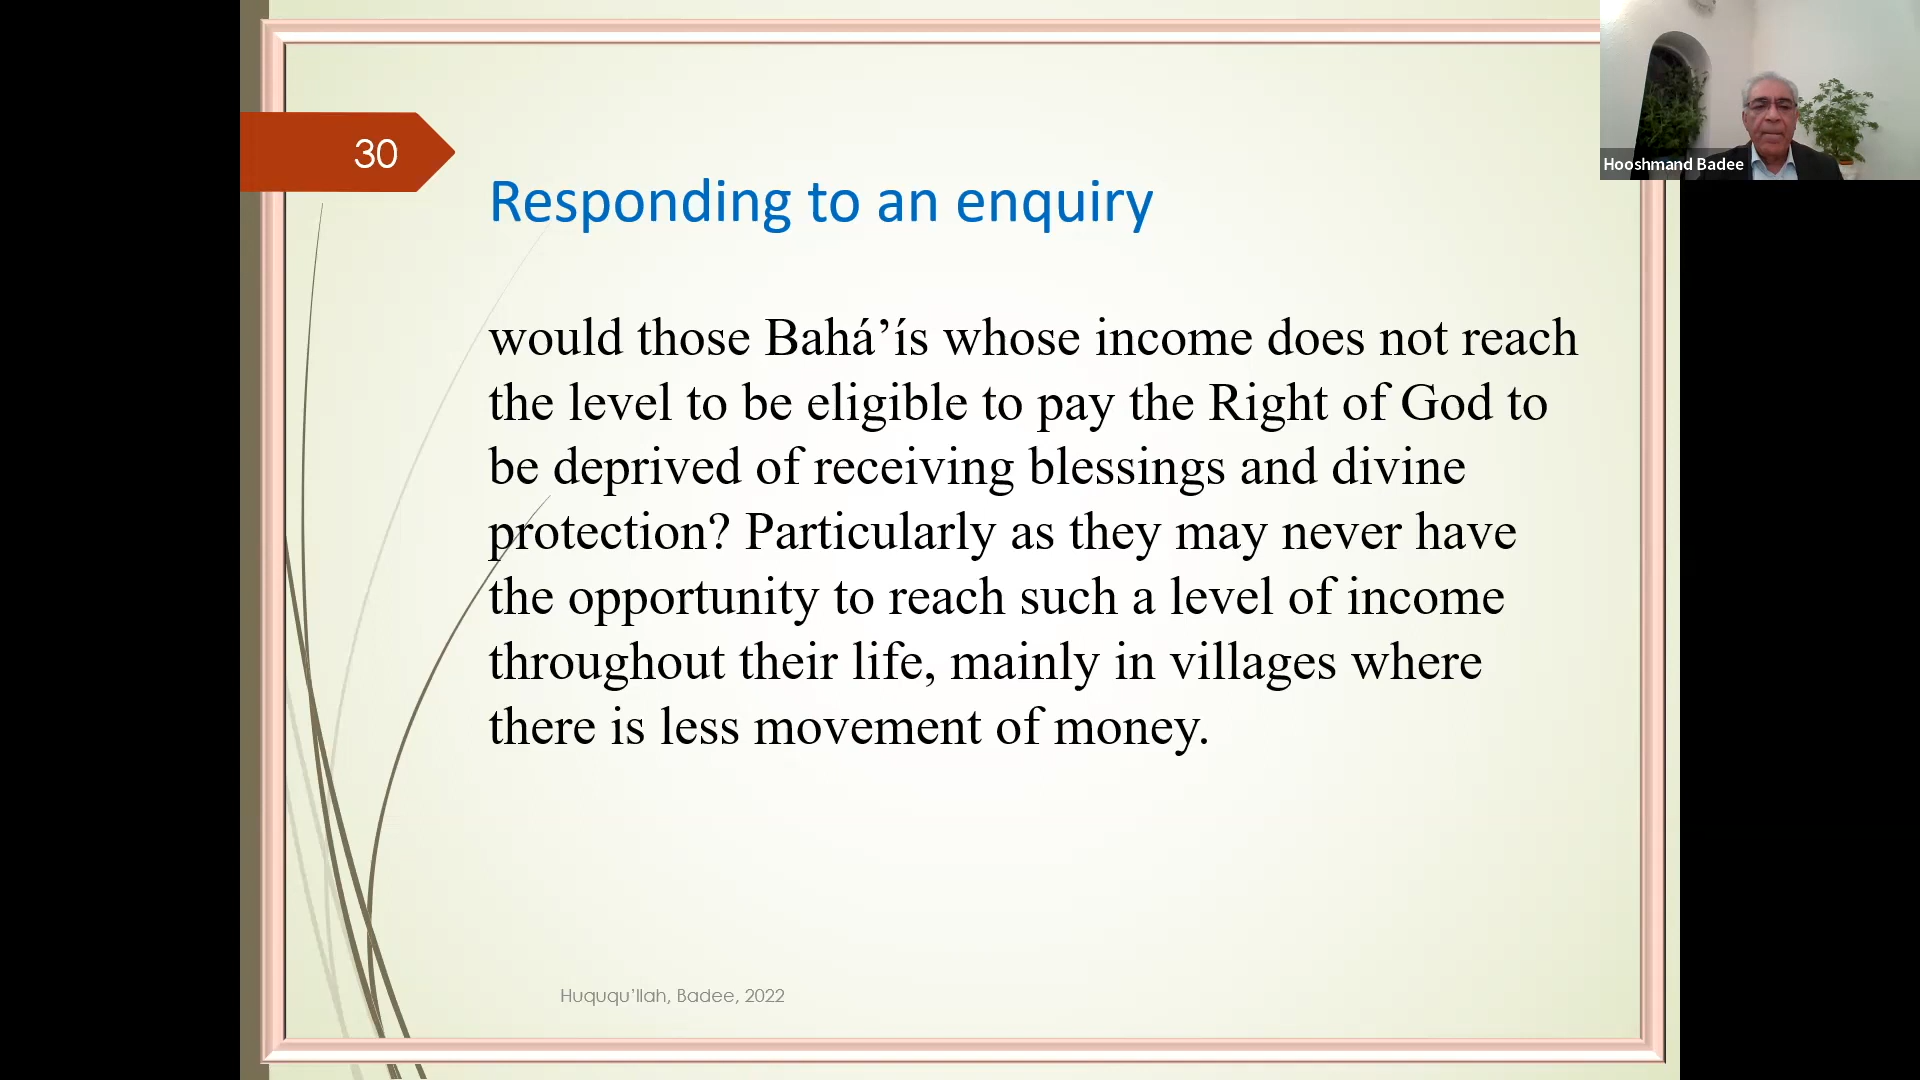 30
Responding to an enquiry
would those Bahá’ís whose income does not reach
the level to be eligible to pay the Right of God to
be deprived of receiving blessings and divine
protection? Particularly as they may never have
the opportunity to reach such a level of income
throughout their life, mainly in villages where
there is less movement of money.
Huququ’llah, Badee, 2022
Hooshmand Badee